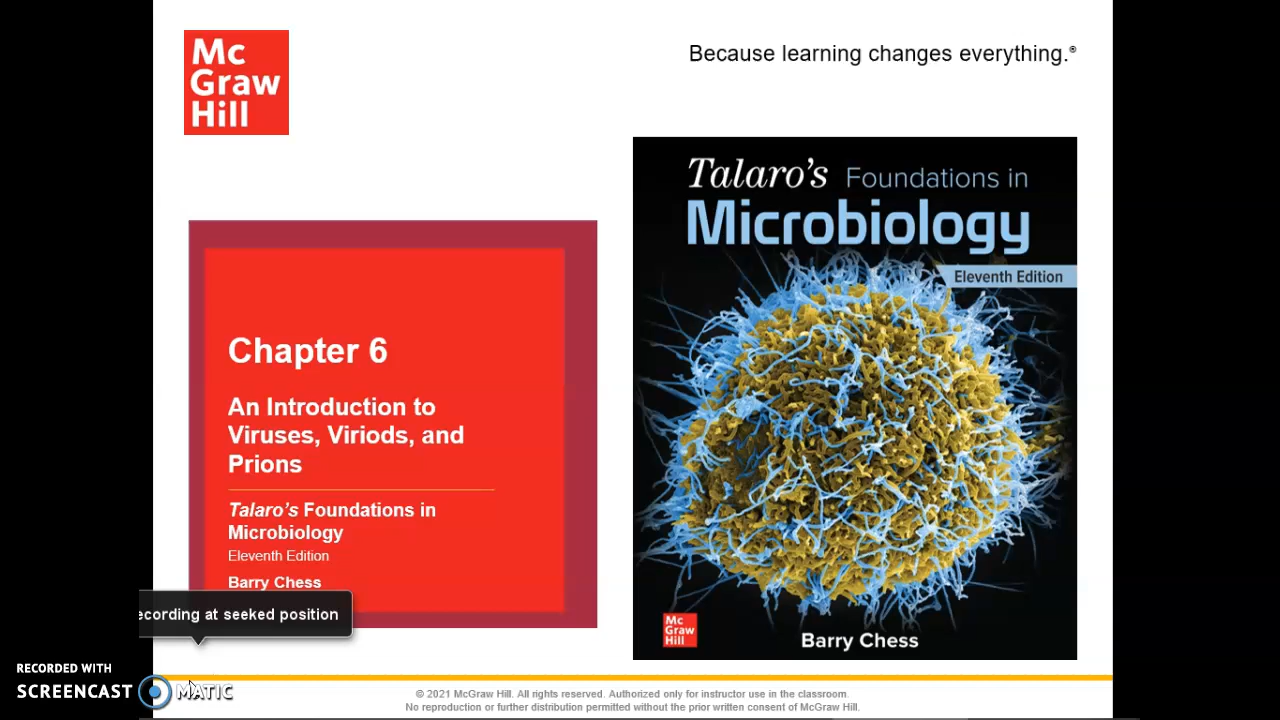 Mc
Graw
Hill
Because learning changes everything.®
Talaro's Foundations in
Microbiology
Eleventh Edition
Chapter 6
An Introduction to
Viruses, Viriods, and
Prions
Talaro's Foundations in
Microbiology
Eleventh Edition
Barry Chess
ecording at seeked position
Mc
Graw
Hill
Barry Chess
RECORDED WITH
SCREENCAST MATIC
© 2021 McGraw Hill. All rights reserved. Authorized only for instructor use in the classroom.
No reproduction or further distribution permitted without the prior written consent of McGraw Hill.